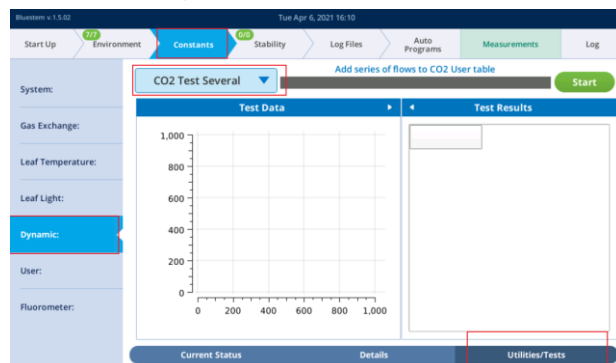 Bluestem v.1.5.02
Tue Apr 6, 2021 16:10
Start Up
7/7
Environment
Constants
0/0
Stability
Log Files
Auto
Programs
Measurements
Log
System:
Gas Exchange:
Leaf Temperature:
Leaf Light:
Dynamic:
User:
Fluorometer:
CO2 Test Several
Add series of flows to CO2 User table
Start
Test Data
Test Results
1,000
800
600
400
200
0
0 200 400 600 800 1,000
Current Status
Details
Utilities/Tests